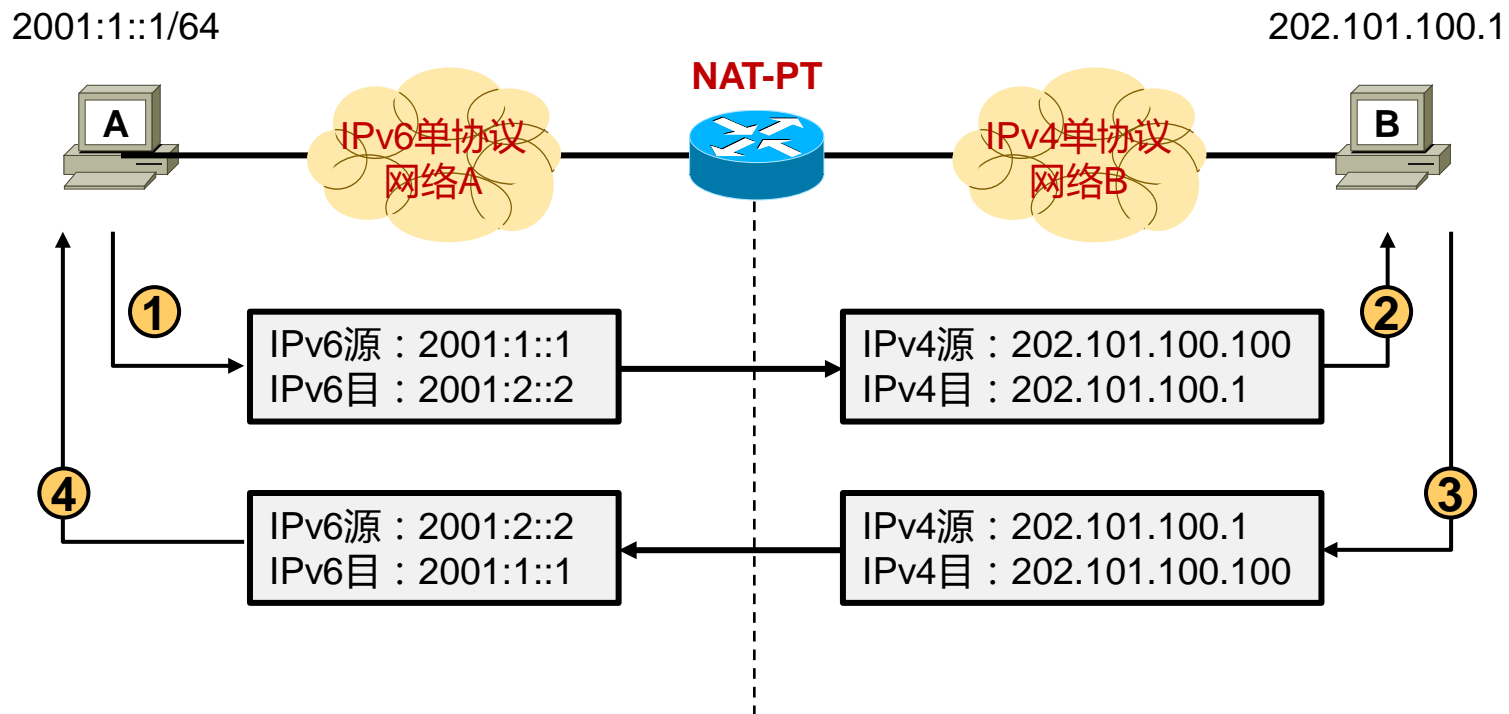 2001:1::1/64
202.101.100.1
NAT-PT
A
IPv6单协议
网络A
IPv4单协议
网络B
B
1
IPv6源：2001:1::1
IPv6目：2001:2::2
IPv4源：202.101.100.100
IPv4目：202.101.100.1
2
4
IPv6源：2001:2::2
IPv6目：2001:1::1
IPv4源：202.101.100.1
IPv4目：202.101.100.100
3